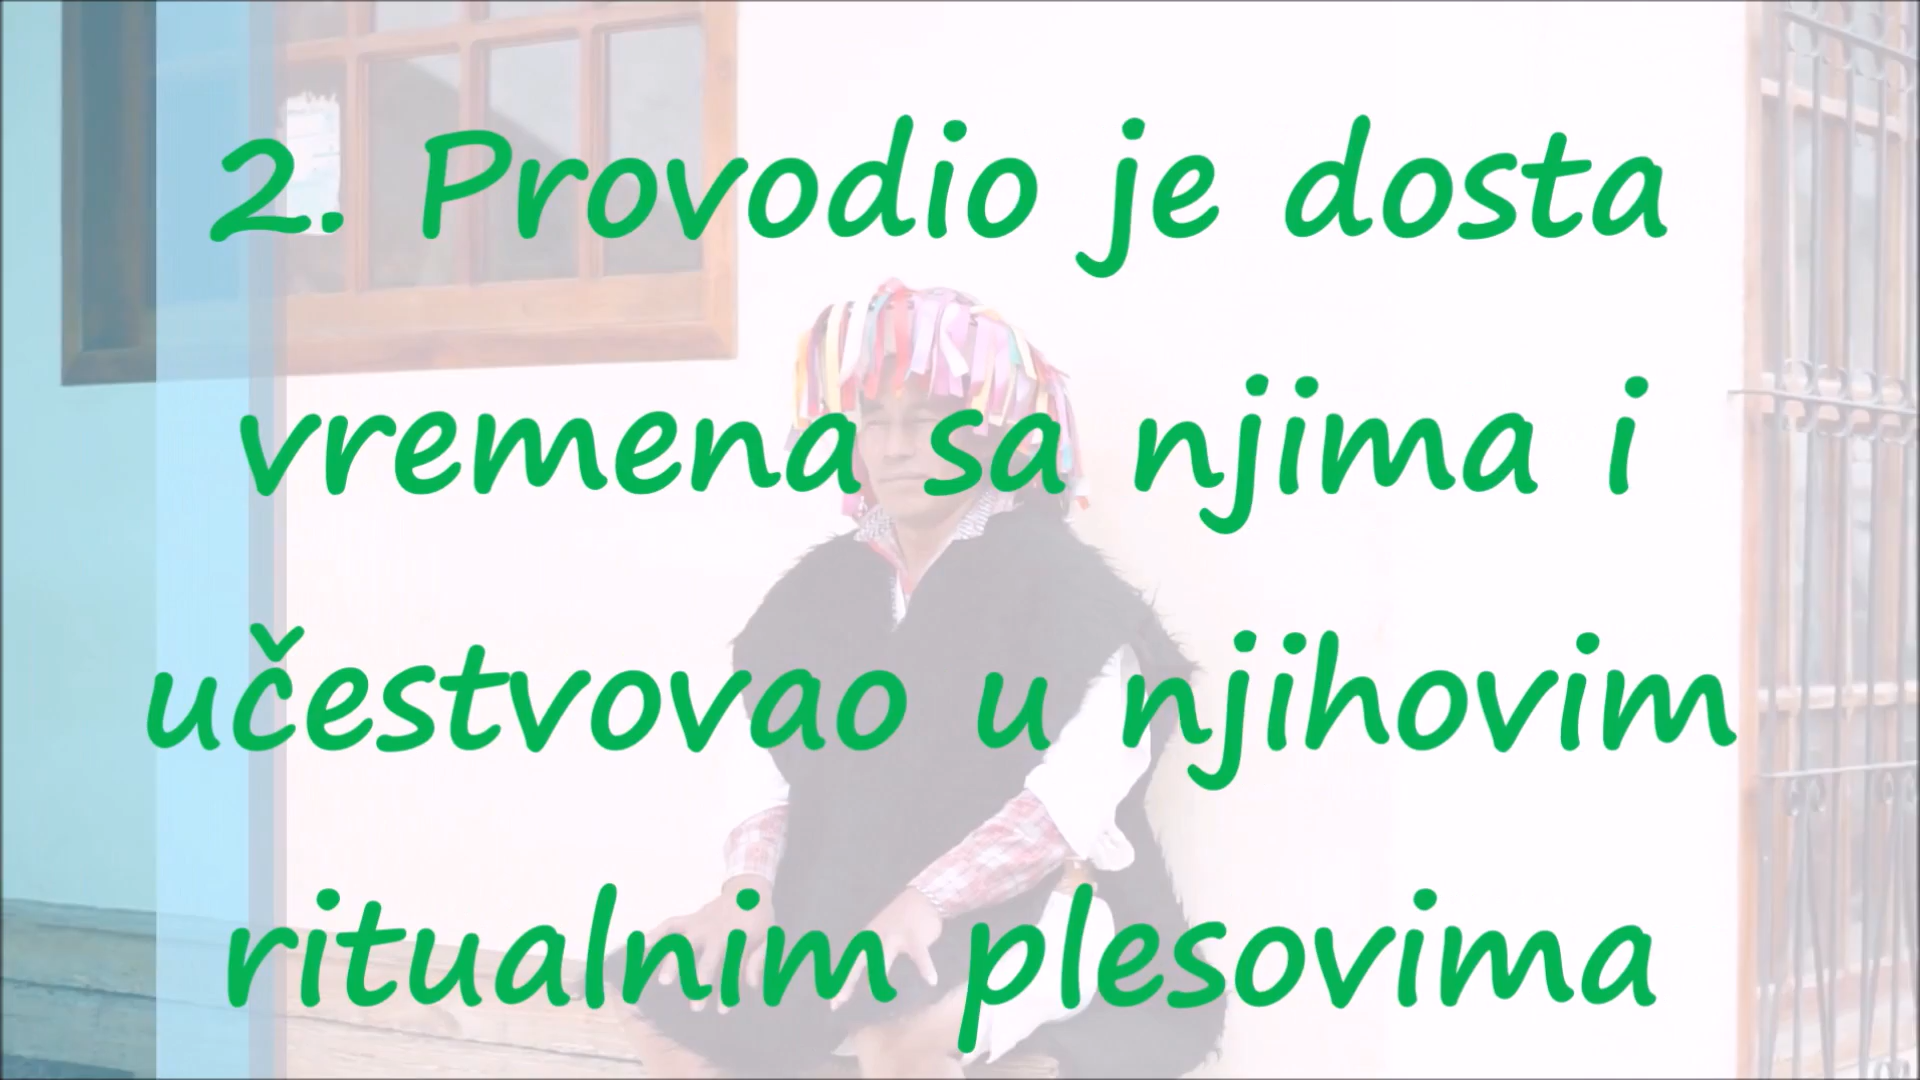 2. Provodio je dosta
vremena sa njima i
učestvovao u njihovim
ritualnim plesovima